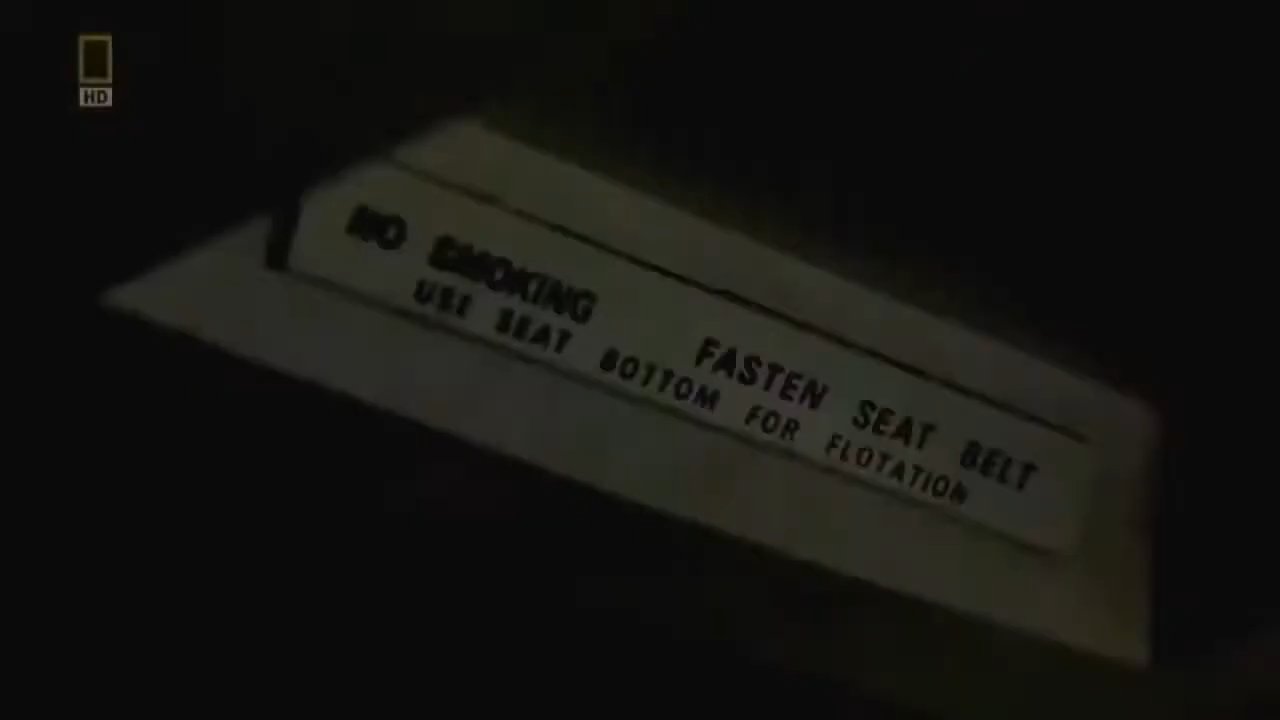 HD
NO SMOKING FASTEN SEAT BELT
USE SEAT BOTTOM FOR FLOTATION